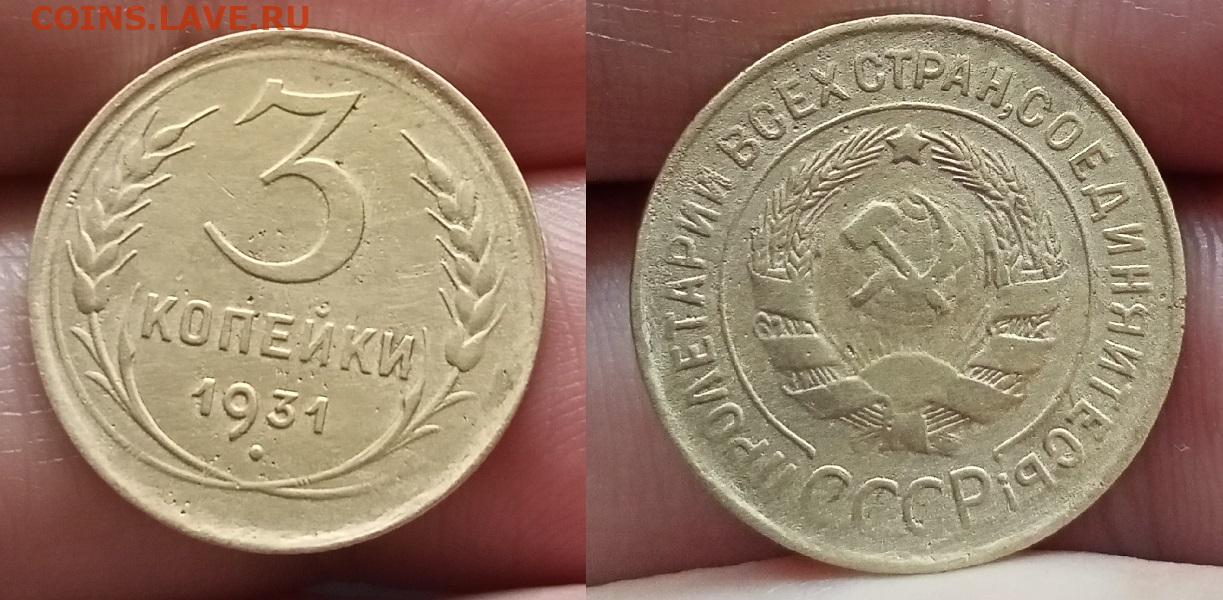 COINS.LAVE.RU
3
КОПЕЙКИ
1931
ПРОЛЕТАРИИ ВСЕХ СТРАН, СОЕДИНЯЙТЕСЬ!
СССР